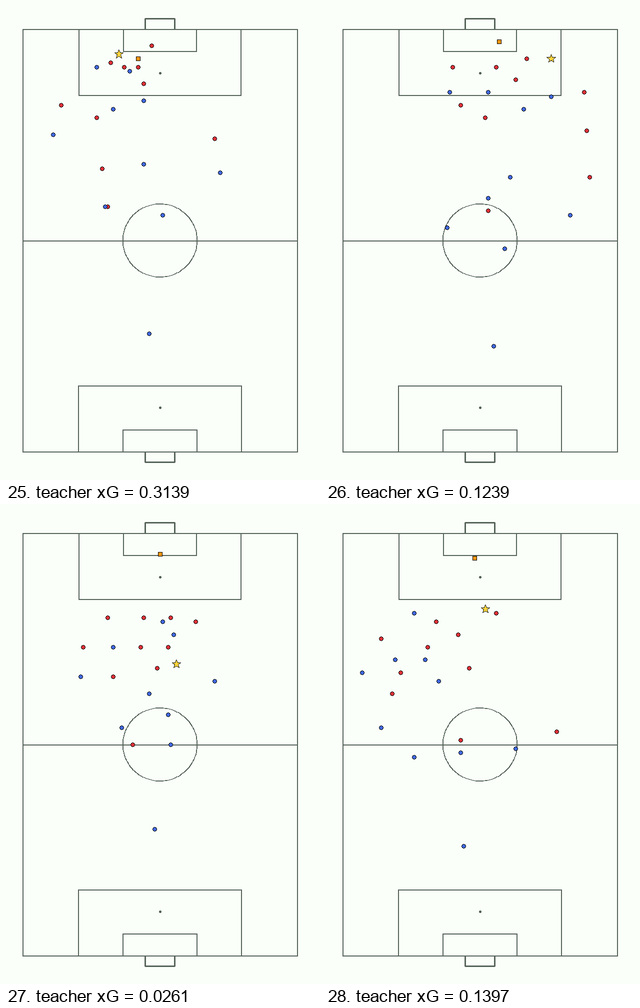 25. teacher xG = 0.3139
26. teacher xG = 0.1239
27. teacher xG = 0.0261
28. teacher xG = 0.1397